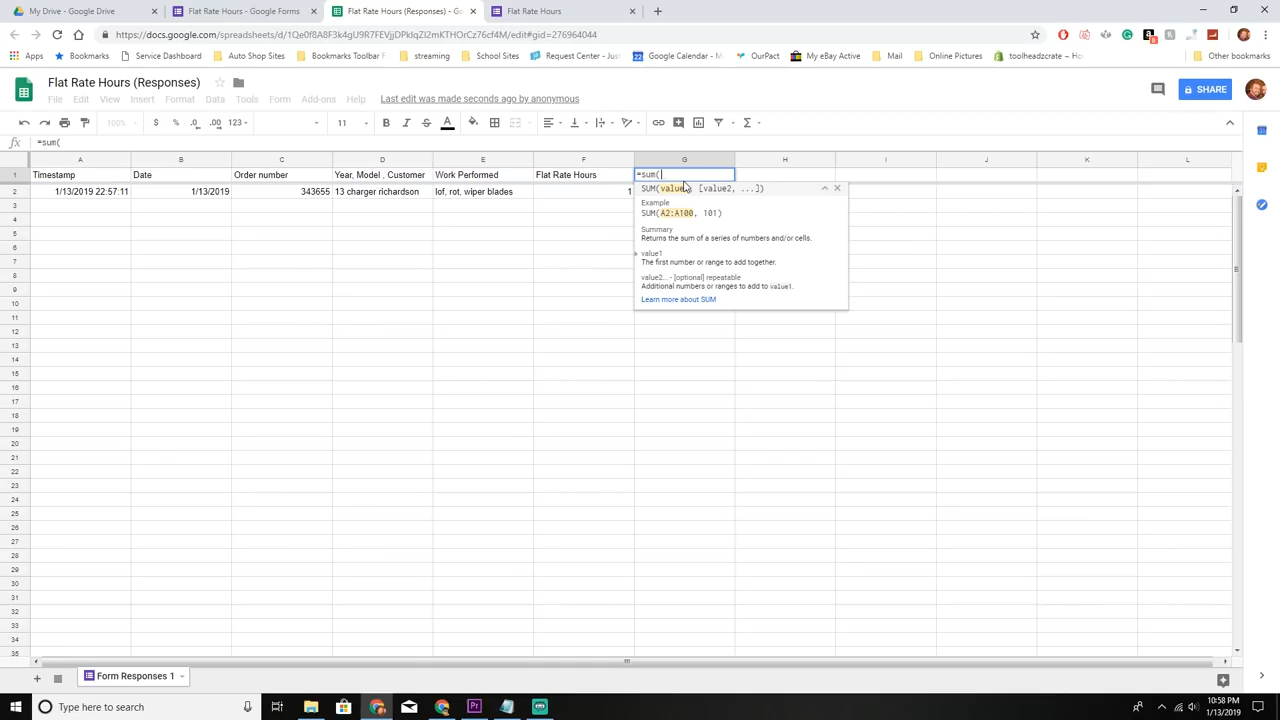 My Drive - Google Drive
Flat Rate Hours - Google Forms
Flat Rate Hours (Responses) - Go
Flat Rate Hours
https://docs.google.com/spreadsheets/d/1Qe0f8A8F3k4gU9R7FEVjjDPklqZI2mKTHOrCz76cf4M/edit#gid=276964044
Apps
Bookmarks
Service Dashboard
Auto Shop Sites
Bookmarks Toolbar F
streaming
Request Center - Just
School Sites
Google Calendar - M
OurPact
My eBay Active
Mail
Online Pictures
toolheadzcrate -- Ho
Other bookmarks
Flat Rate Hours (Responses)
File Edit View Insert Format Data Tools Form Add-ons Help Last edit was made seconds ago by anonymous
SHARE
100% $ % .0 .00 123 11 B I S A
fx =sum(
A B C D E F G H I J K L
1 Timestamp Date Order number Year, Model , Customer Work Performed Flat Rate Hours =sum(
2 1/13/2019 22:57:11 1/13/2019 343655 13 charger richardson lof, rot, wiper blades 1
SUM(value [value2, ...])
Example
SUM(A2:A100, 101)
Summary
Returns the sum of a series of numbers and/or cells.
value1
The first number or range to add together.
value2... - [optional] repeatable
Additional numbers or ranges to add to value1.
Learn more about SUM
3
4
5
6
7
8
9
10
11
12
13
14
15
16
17
18
19
20
21
22
23
24
25
26
27
28
29
30
31
32
33
34
35
Form Responses 1
Type here to search
10:58 PM
1/13/2019